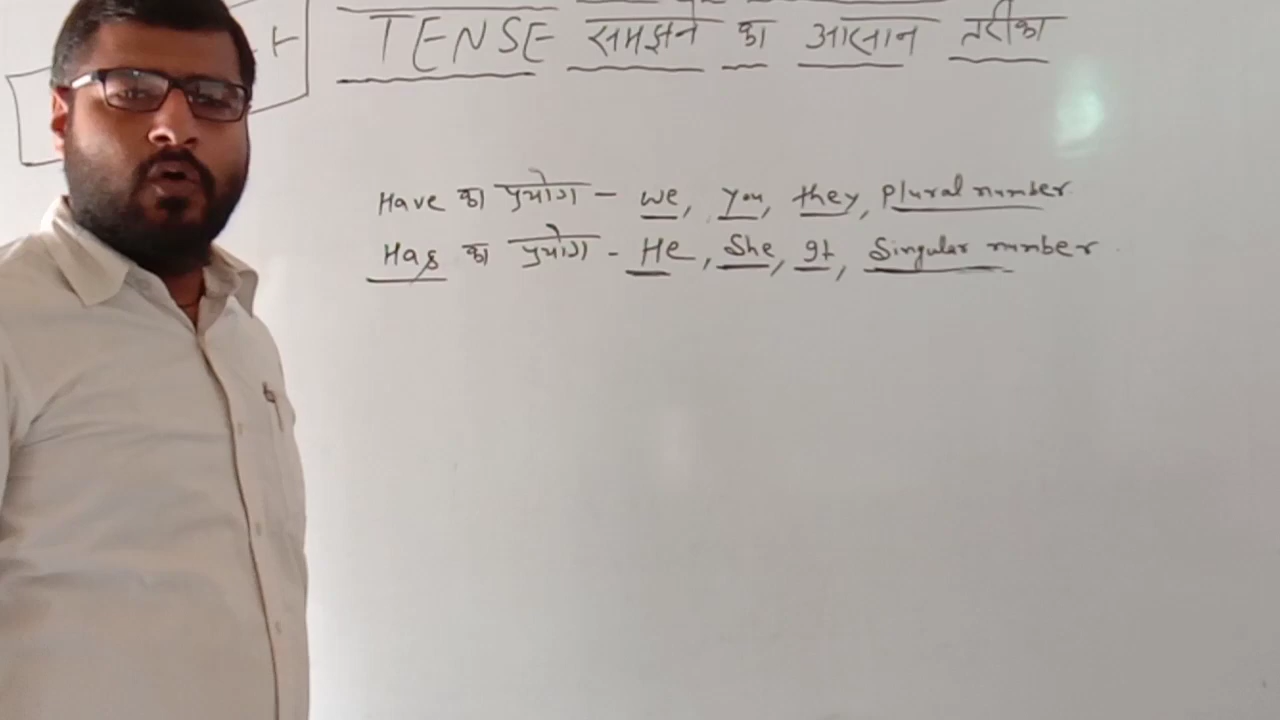 TENSE समझने का आसान तरीका
Have का प्रयोग - we, you, they, Plural number
Has का प्रयोग - He, She, It, Singular number